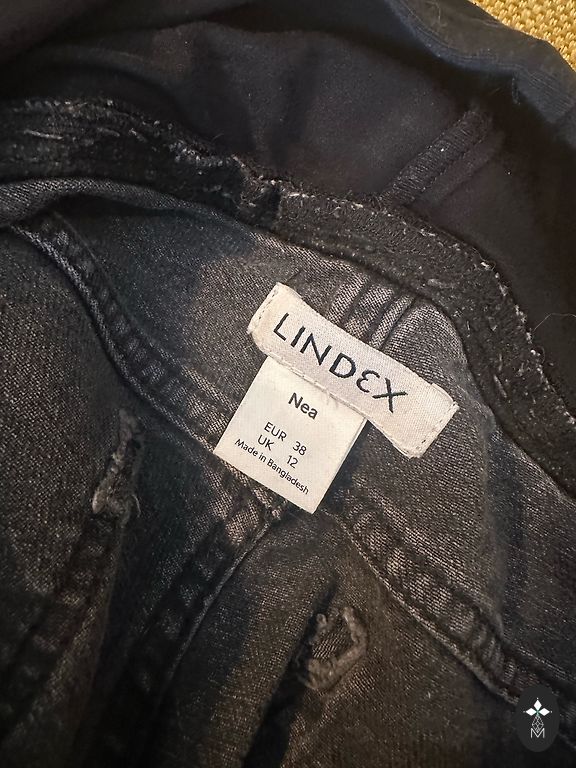 LINDEX
Nea
EUR 38
UK 12
Made in Bangladesh
M